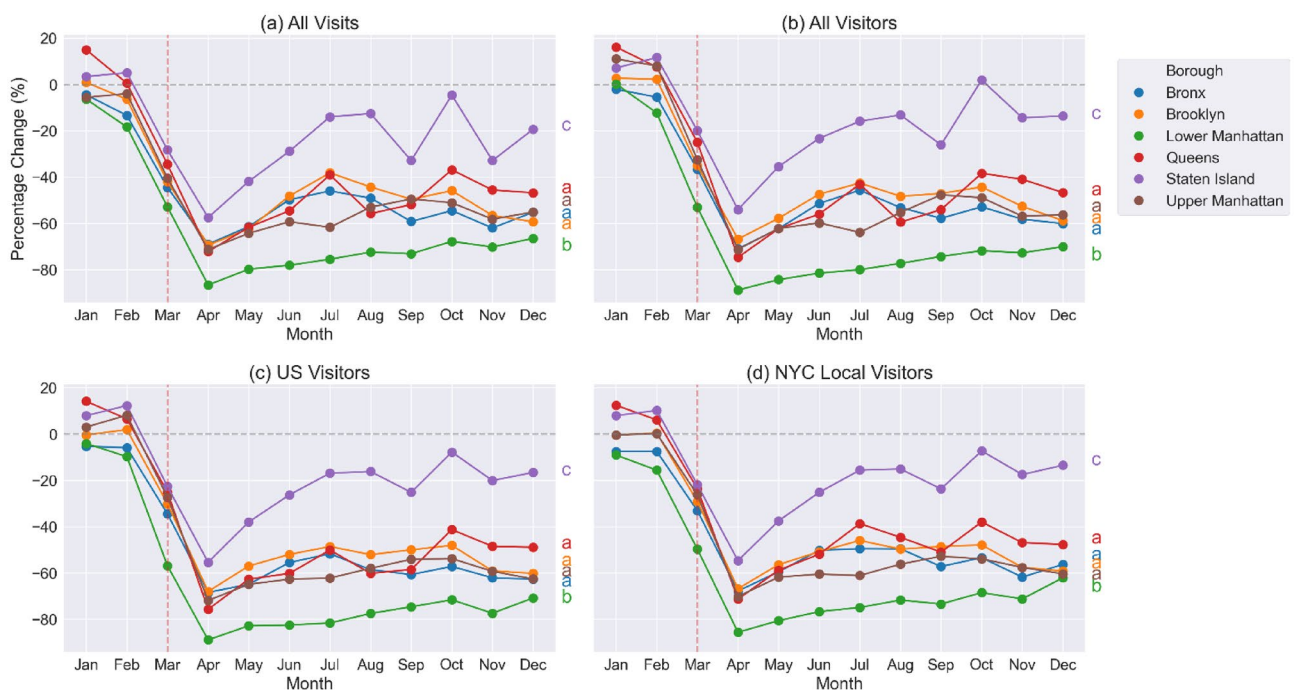 (a) All Visits
Percentage Change (%)
20
0
−20
−40
−60
−80
Jan Feb Mar Apr May Jun Jul Aug Sep Oct Nov Dec
Month
c
a
a
a
a
b
(b) All Visitors
Jan Feb Mar Apr May Jun Jul Aug Sep Oct Nov Dec
Month
c
a
a
a
a
b
Borough
Bronx
Brooklyn
Lower Manhattan
Queens
Staten Island
Upper Manhattan
(c) US Visitors
20
0
−20
−40
−60
−80
Jan Feb Mar Apr May Jun Jul Aug Sep Oct Nov Dec
Month
c
a
a
a
a
b
(d) NYC Local Visitors
Jan Feb Mar Apr May Jun Jul Aug Sep Oct Nov Dec
Month
c
a
a
a
a
b